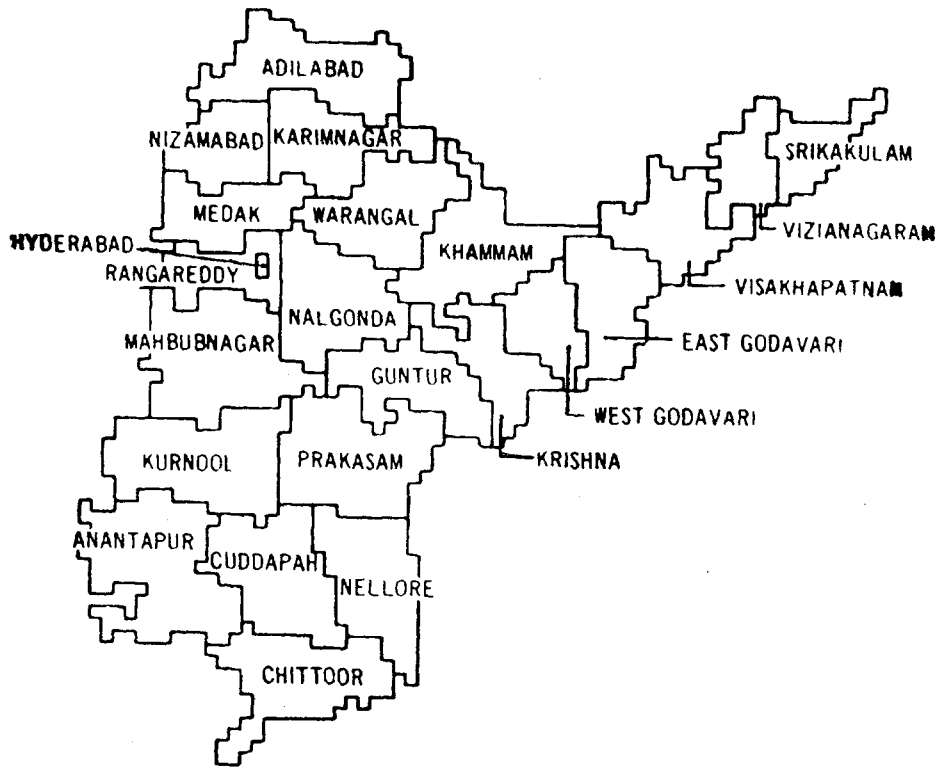 ADILABAD
NIZAMABAD
KARIMNAGAR
SRIKAKULAM
MEDAK
WARANGAL
VIZIANAGARAM
HYDERABAD
KHAMMAM
RANGAREDDY
VISAKHAPATNAM
NALGONDA
MAHBUBNAGAR
EAST GODAVARI
GUNTUR
WEST GODAVARI
KURNOOL
PRAKASAM
KRISHNA
ANANTAPUR
CUDDAPAH
NELLORE
CHITTOOR